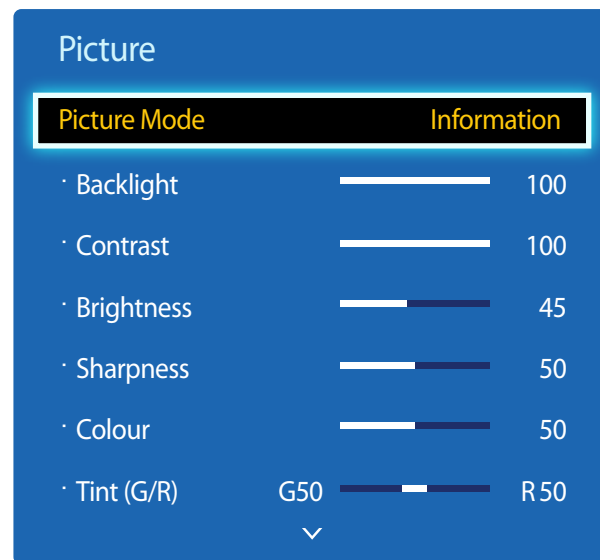 Picture
Picture Mode Information
· Backlight 100
· Contrast 100
· Brightness 45
· Sharpness 50
· Colour 50
· Tint (G/R) G50 R50